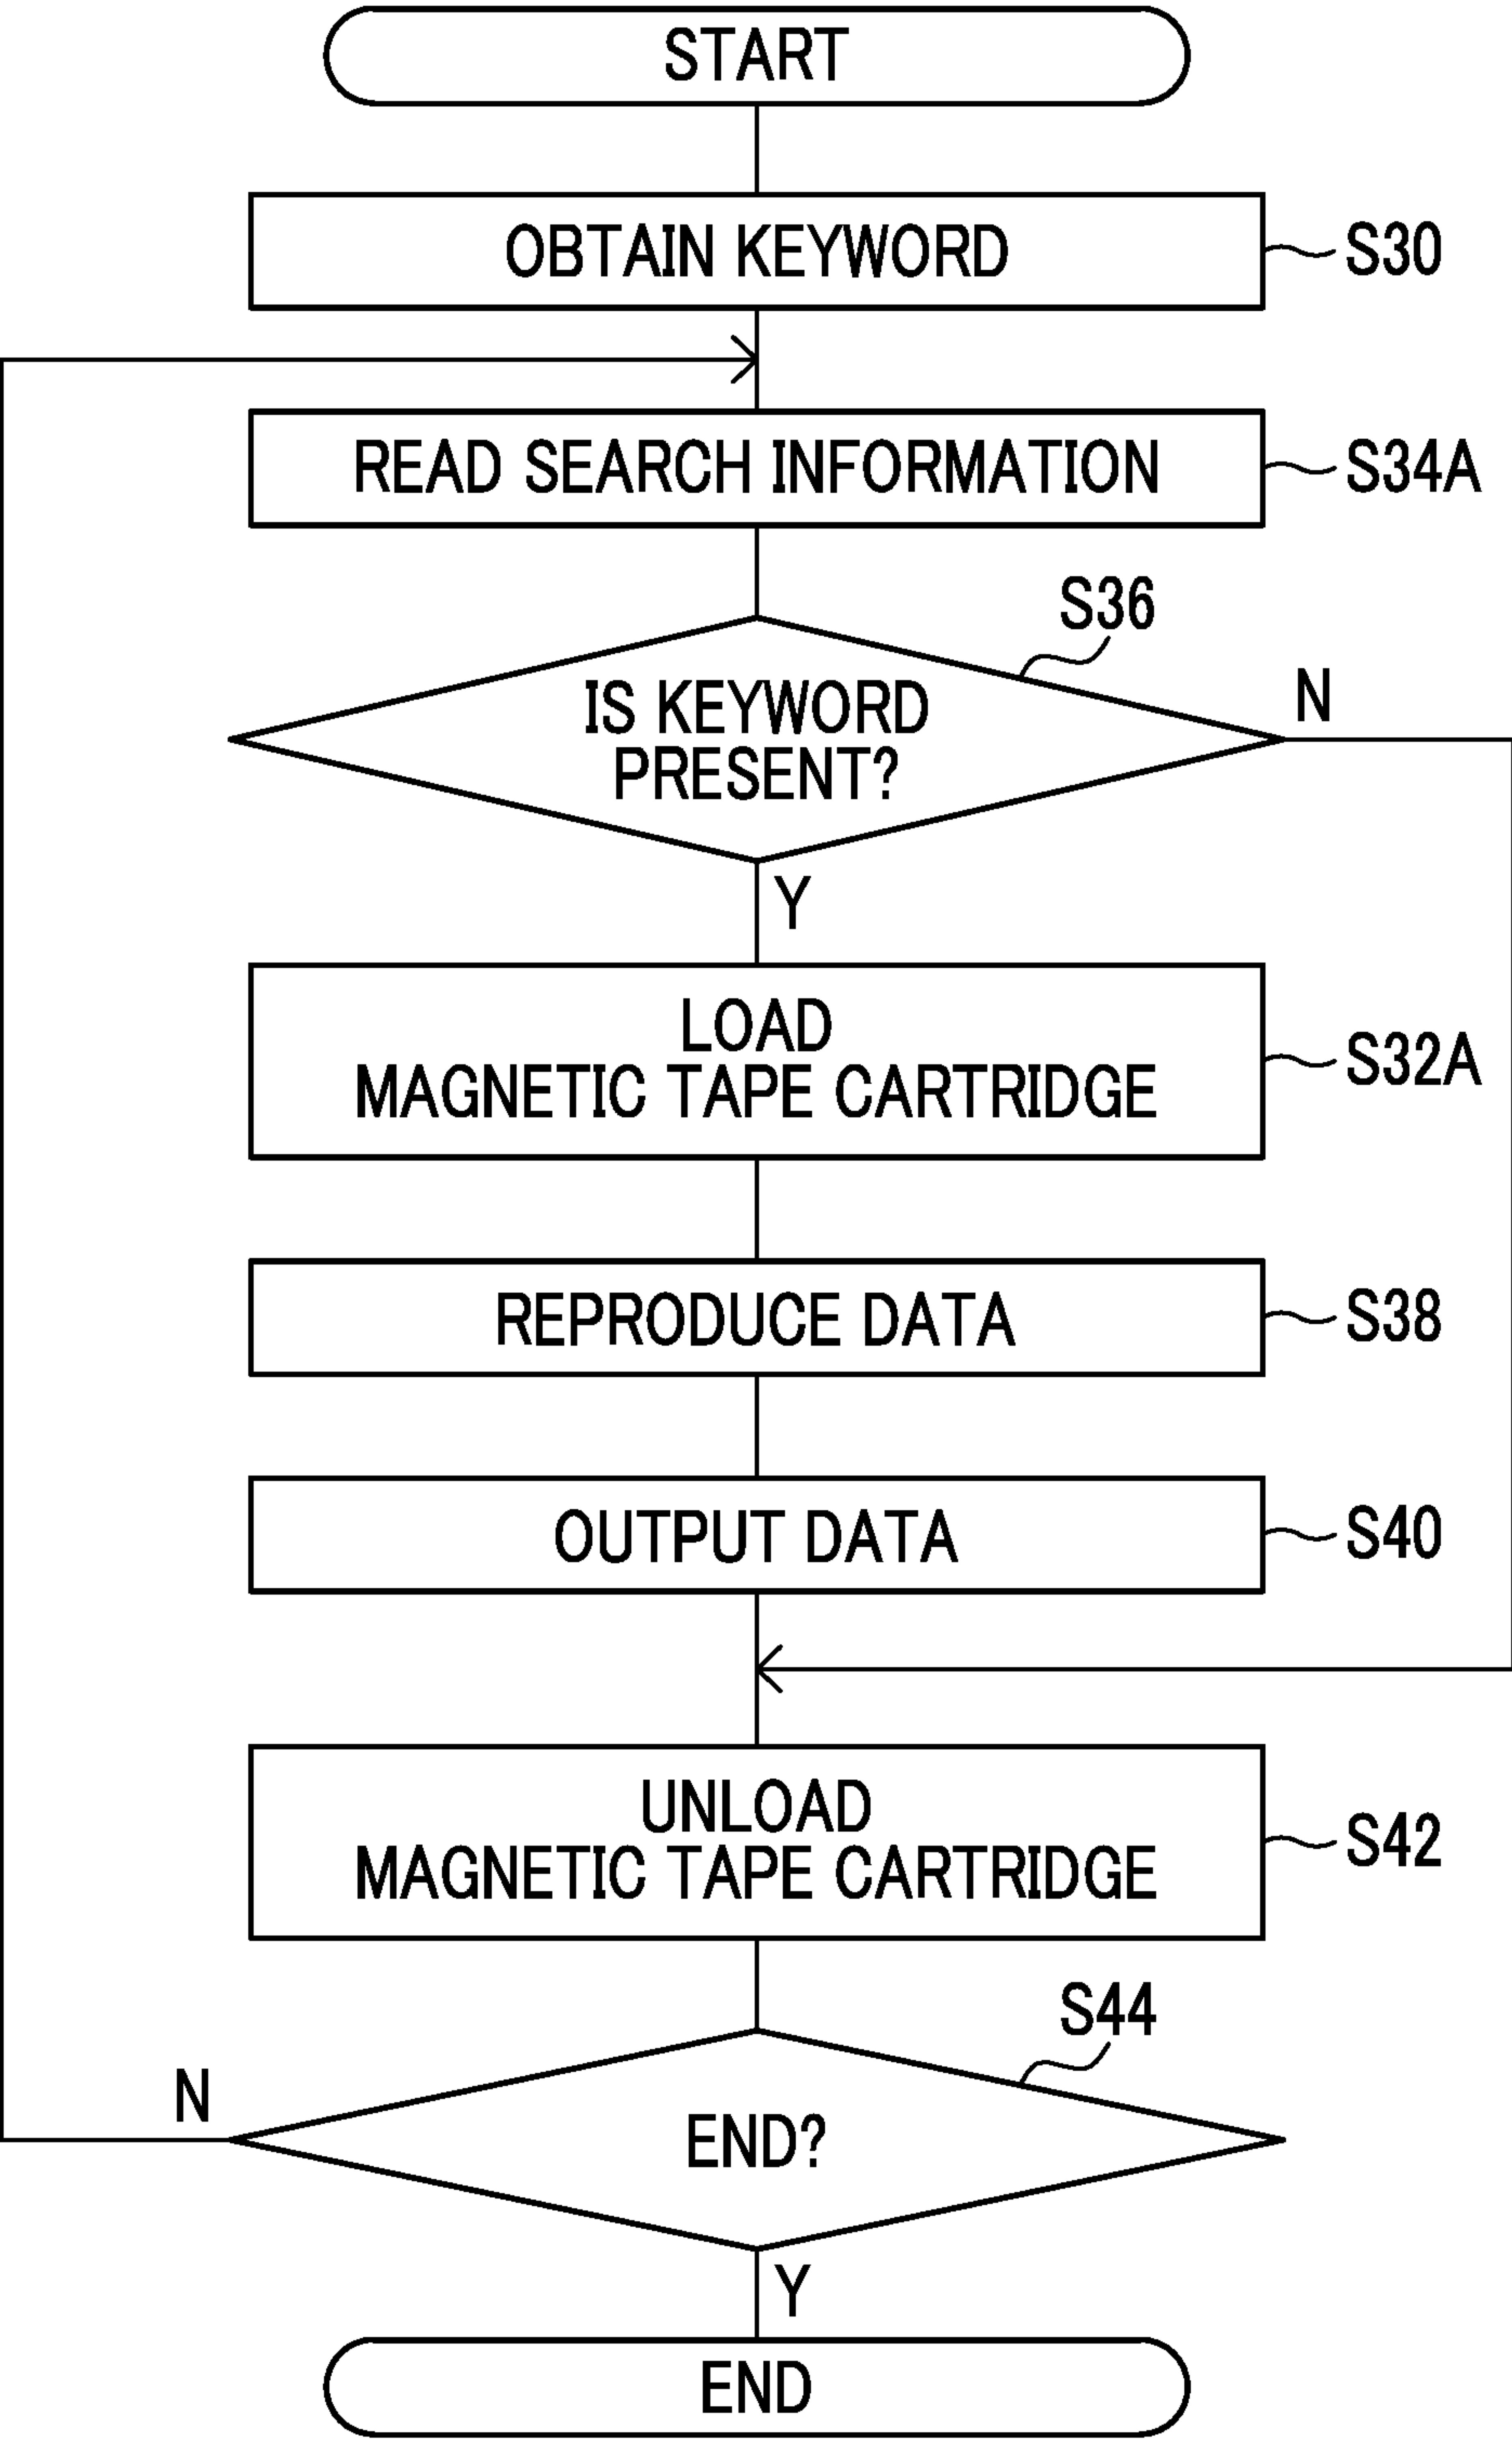 START
OBTAIN KEYWORD
S30
READ SEARCH INFORMATION
S34A
S36
IS KEYWORD
PRESENT?
N
Y
LOAD
MAGNETIC TAPE CARTRIDGE
S32A
REPRODUCE DATA
S38
OUTPUT DATA
S40
UNLOAD
MAGNETIC TAPE CARTRIDGE
S42
S44
N
END?
Y
END